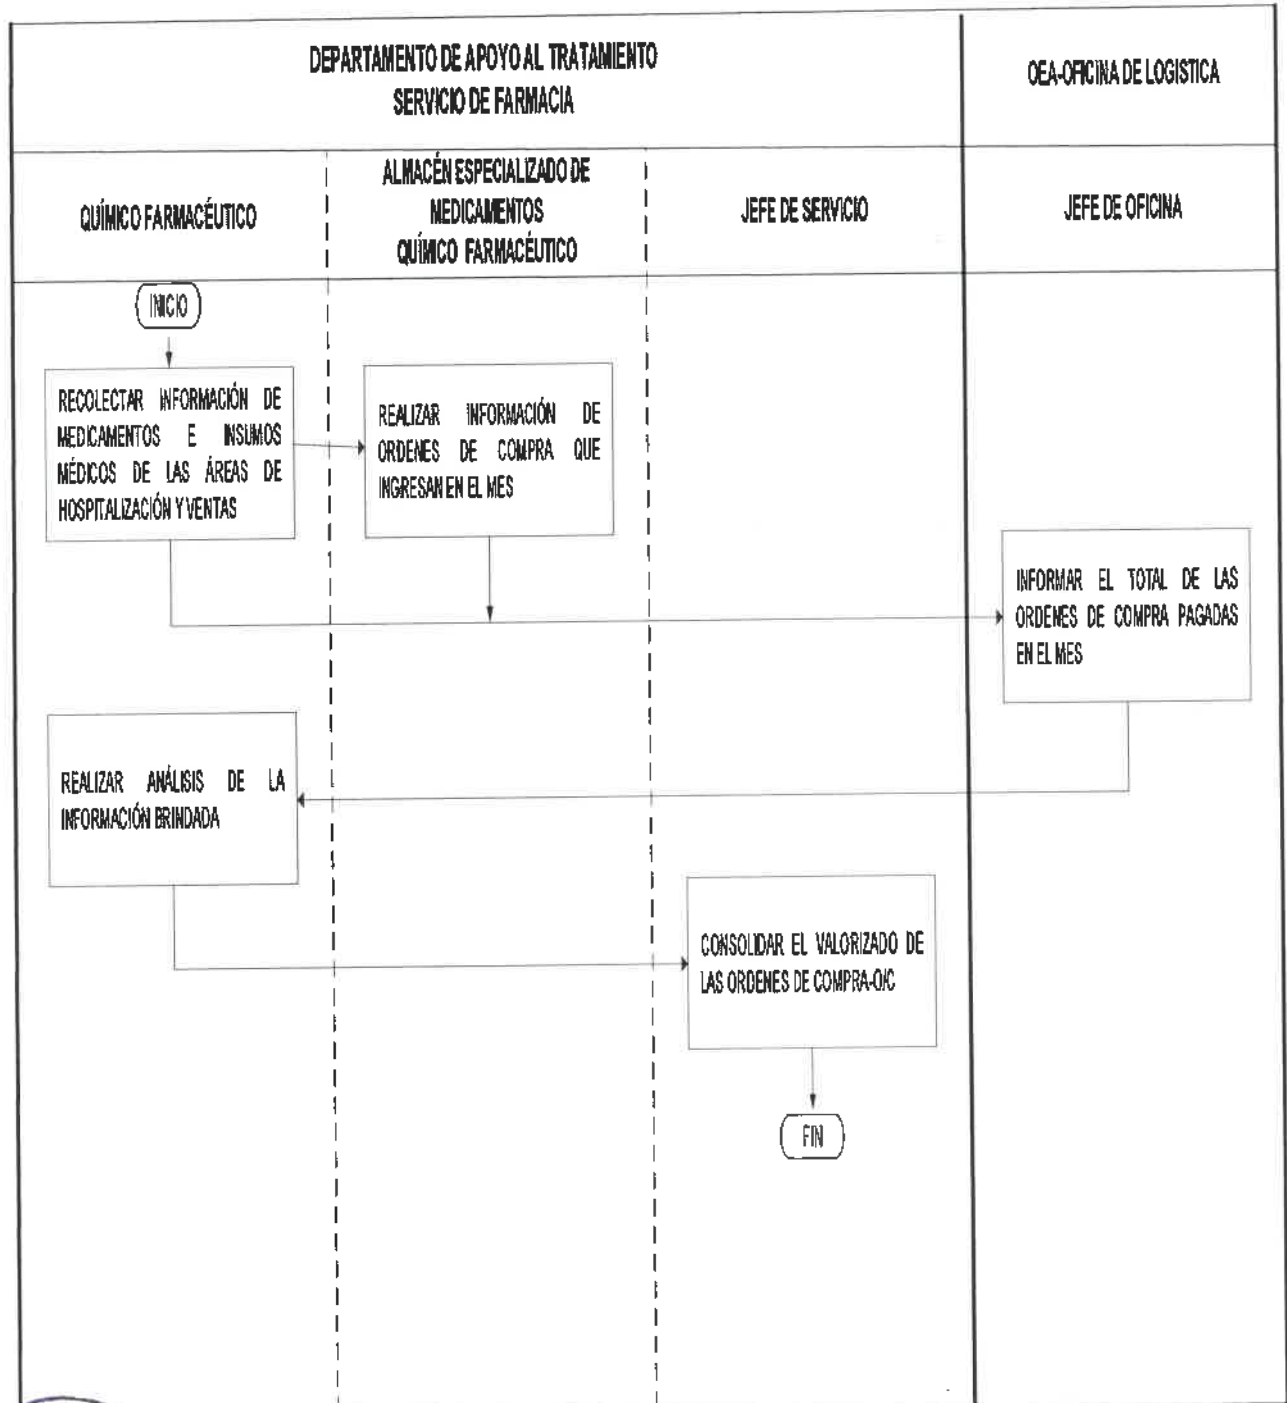 DEPARTAMENTO DE APOYO AL TRATAMIENTO
SERVICIO DE FARMACIA
OEA-OFICINA DE LOGISTICA
QUÍMICO FARMACÉUTICO
ALMACÉN ESPECIALIZADO DE
MEDICAMENTOS
QUÍMICO FARMACÉUTICO
JEFE DE SERVICIO
JEFE DE OFICINA
INICIO
RECOLECTAR INFORMACIÓN DE
MEDICAMENTOS E INSUMOS
MÉDICOS DE LAS ÁREAS DE
HOSPITALIZACIÓN Y VENTAS
REALIZAR INFORMACIÓN DE
ORDENES DE COMPRA QUE
INGRESAN EN EL MES
INFORMAR EL TOTAL DE LAS
ORDENES DE COMPRA PAGADAS
EN EL MES
REALIZAR ANÁLISIS DE LA
INFORMACIÓN BRINDADA
CONSOLIDAR EL VALORIZADO DE
LAS ORDENES DE COMPRA-O/C
FIN